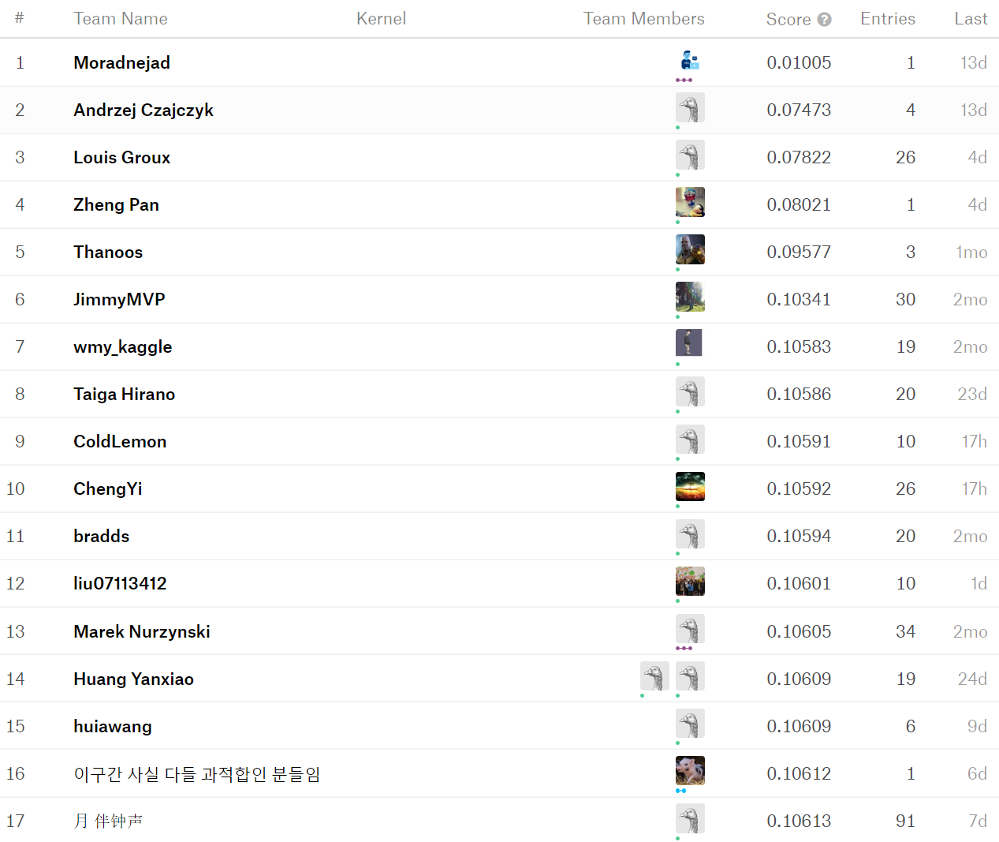 # Team Name Kernel Team Members Score ? Entries Last
1 Moradnejad 0.01005 1 13d
2 Andrzej Czajczyk 0.07473 4 13d
3 Louis Groux 0.07822 26 4d
4 Zheng Pan 0.08021 1 4d
5 Thanoos 0.09577 3 1mo
6 JimmyMVP 0.10341 30 2mo
7 wmy_kaggle 0.10583 19 2mo
8 Taiga Hirano 0.10586 20 23d
9 ColdLemon 0.10591 10 17h
10 ChengYi 0.10592 26 17h
11 bradds 0.10594 20 2mo
12 liu07113412 0.10601 10 1d
13 Marek Nurzynski 0.10605 34 2mo
14 Huang Yanxiao 0.10609 19 24d
15 huiawang 0.10609 6 9d
16 이구간 사실 다들 과적합인 분들임 0.10612 1 6d
17 月 伴钟声 0.10613 91 7d